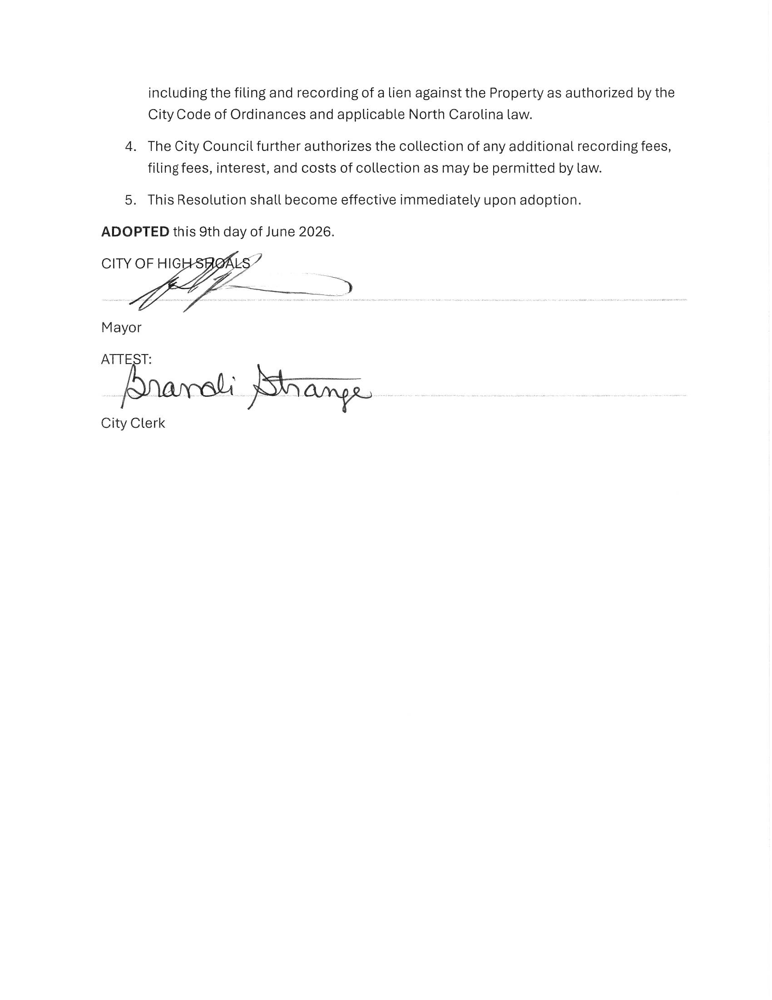 including the filing and recording of a lien against the Property as authorized by the
City Code of Ordinances and applicable North Carolina law.
4. The City Council further authorizes the collection of any additional recording fees,
filing fees, interest, and costs of collection as may be permitted by law.
5. This Resolution shall become effective immediately upon adoption.
ADOPTED this 9th day of June 2026.
CITY OF HIGH SHOALS
Mayor
ATTEST:
Brandi Strange
City Clerk